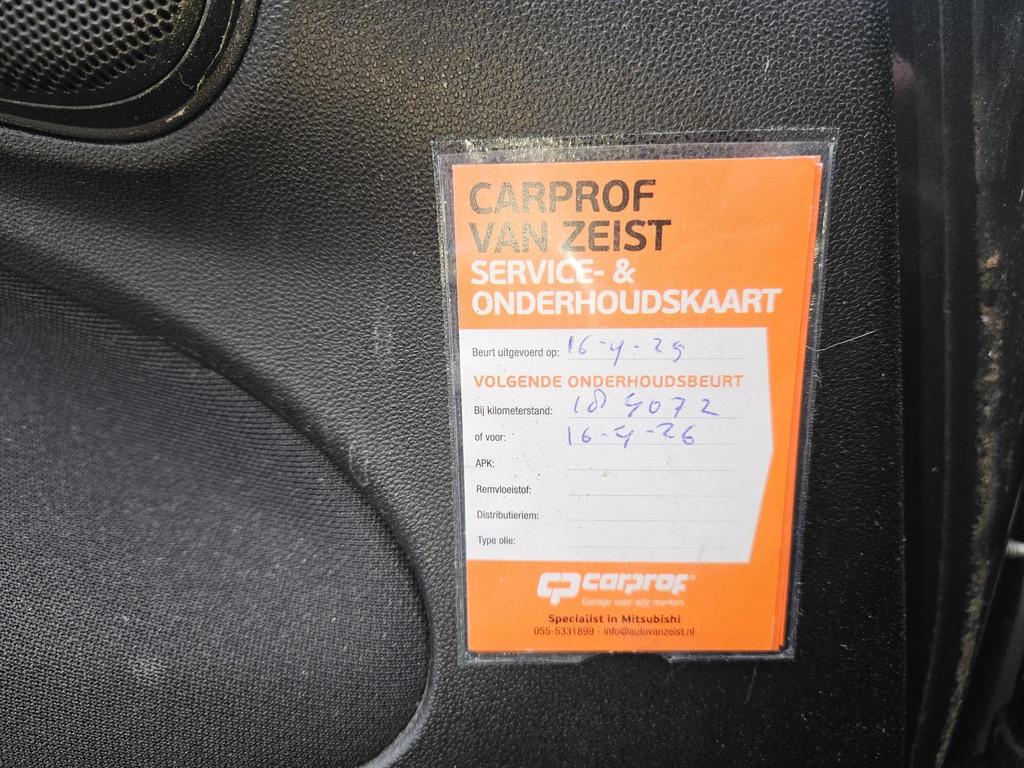 CARPROF
VAN ZEIST
SERVICE- &
ONDERHOUDSKAART
Beurt uitgevoerd op: 16-4-25
VOLGENDE ONDERHOUDSBEURT
Bij kilometerstand: 184072
of voor: 16-4-26
APK:
Remvloeistof:
Distributieriem:
Type olie:
CP carprof
Garage voor alle merken
Specialist in Mitsubishi
055-5331899 - info@autovanzeist.nl